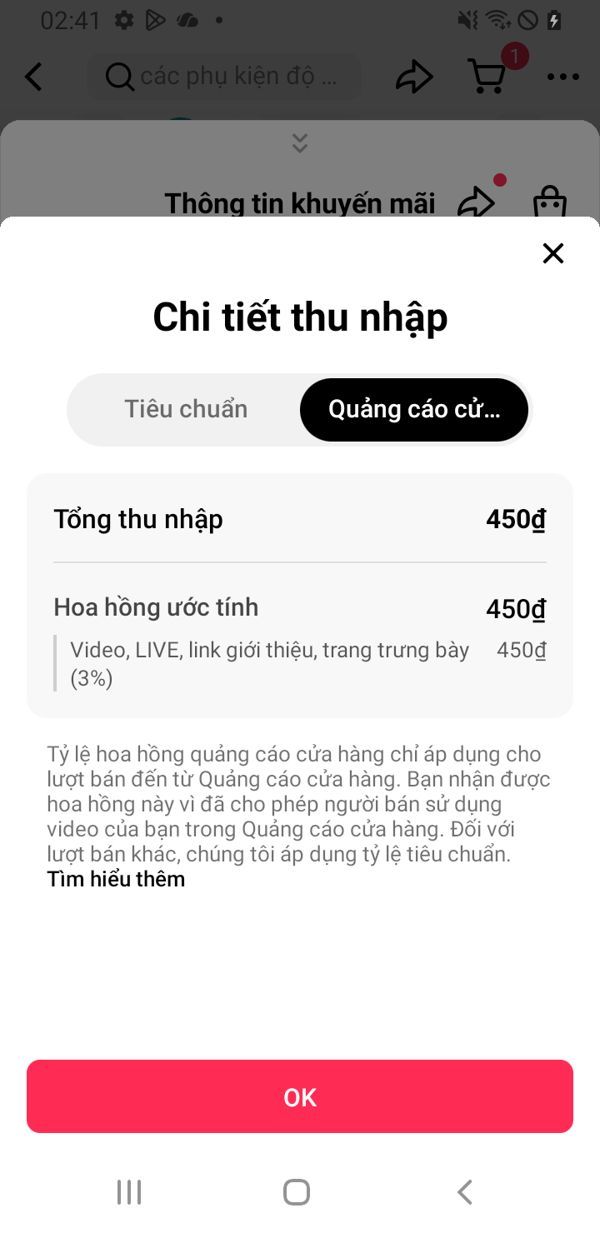 02:41
các phụ kiện độ ...
1
Thông tin khuyến mãi
Chi tiết thu nhập
Tiêu chuẩn
Quảng cáo cử...
Tổng thu nhập 450₫
Hoa hồng ước tính 450₫
Video, LIVE, link giới thiệu, trang trưng bày 450₫
(3%)
Tỷ lệ hoa hồng quảng cáo cửa hàng chỉ áp dụng cho
lượt bán đến từ Quảng cáo cửa hàng. Bạn nhận được
hoa hồng này vì đã cho phép người bán sử dụng
video của bạn trong Quảng cáo cửa hàng. Đối với
lượt bán khác, chúng tôi áp dụng tỷ lệ tiêu chuẩn.
Tìm hiểu thêm
OK